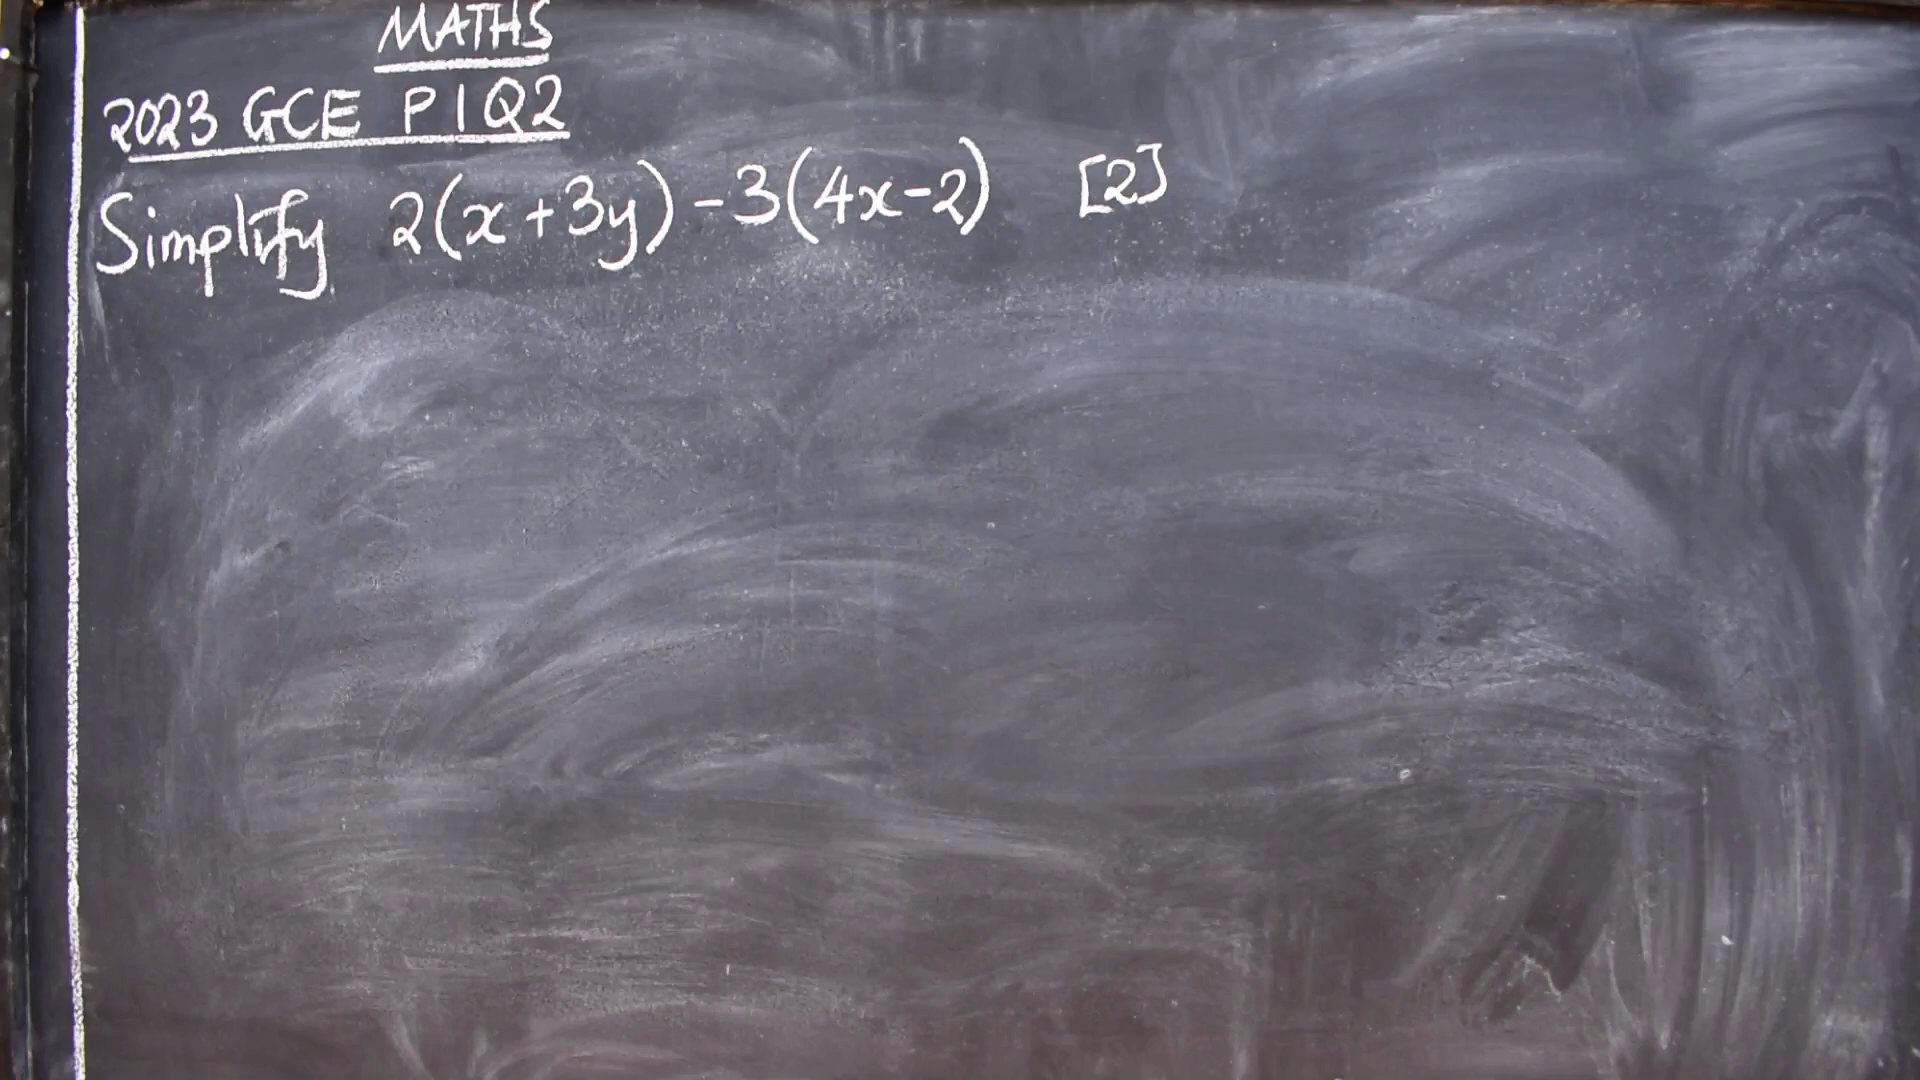 MATHS
2023 GCE P1Q2
Simplify 2(x+3y)-3(4x-2) [2]